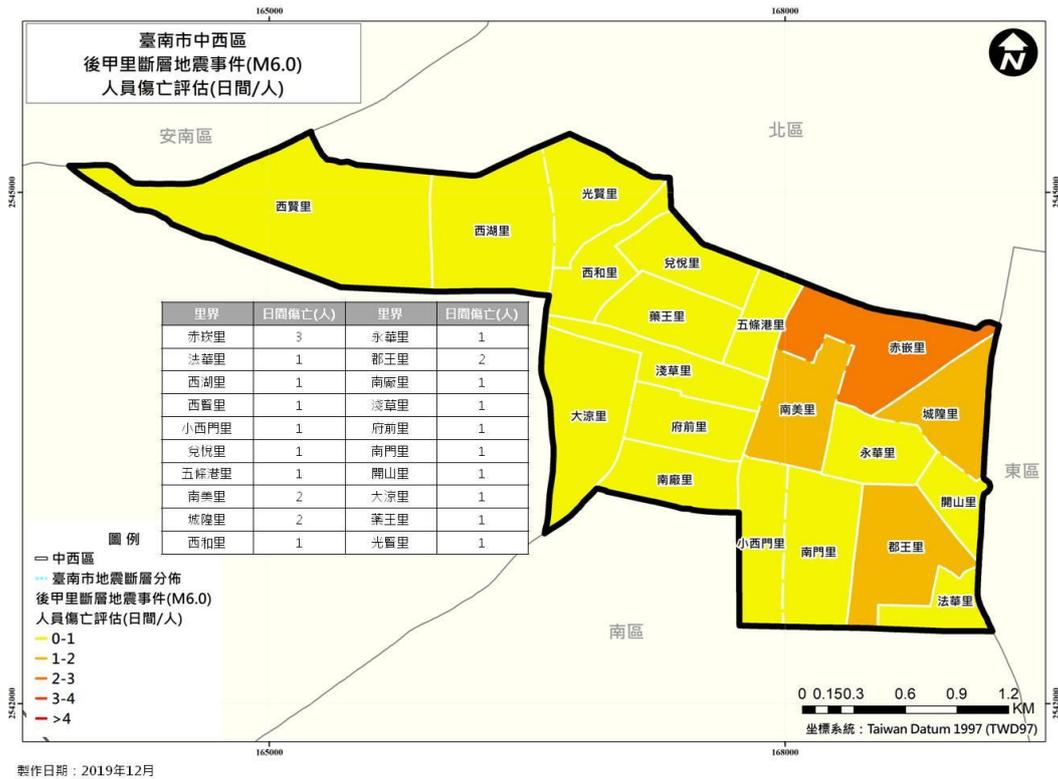 165000
168000
臺南市中西區
後甲里斷層地震事件(M6.0)
人員傷亡評估(日間/人)
N
安南區
北區
2545000
2545000
西賢里
光賢里
西湖里
西和里
兌悅里
藥王里
五條港里
赤嵌里
淺草里
大涼里
南美里
城隍里
府前里
永華里
東區
南廠里
開山里
小西門里
南門里
郡王里
法華里
南區
里界 日間傷亡(人) 里界 日間傷亡(人)
赤崁里 3 永華里 1
法華里 1 郡王里 2
西湖里 1 南廠里 1
西賢里 1 淺草里 1
小西門里 1 府前里 1
兌悅里 1 南門里 1
五條港里 1 開山里 1
南美里 2 大涼里 1
城隍里 2 藥王里 1
西和里 1 光賢里 1
圖 例
中西區
臺南市地震斷層分佈
後甲里斷層地震事件(M6.0)
人員傷亡評估(日間/人)
0-1
1-2
2-3
3-4
>4
0 0.15 0.3 0.6 0.9 1.2
KM
坐標系統：Taiwan Datum 1997 (TWD97)
2542000
2542000
165000
168000
製作日期：2019年12月